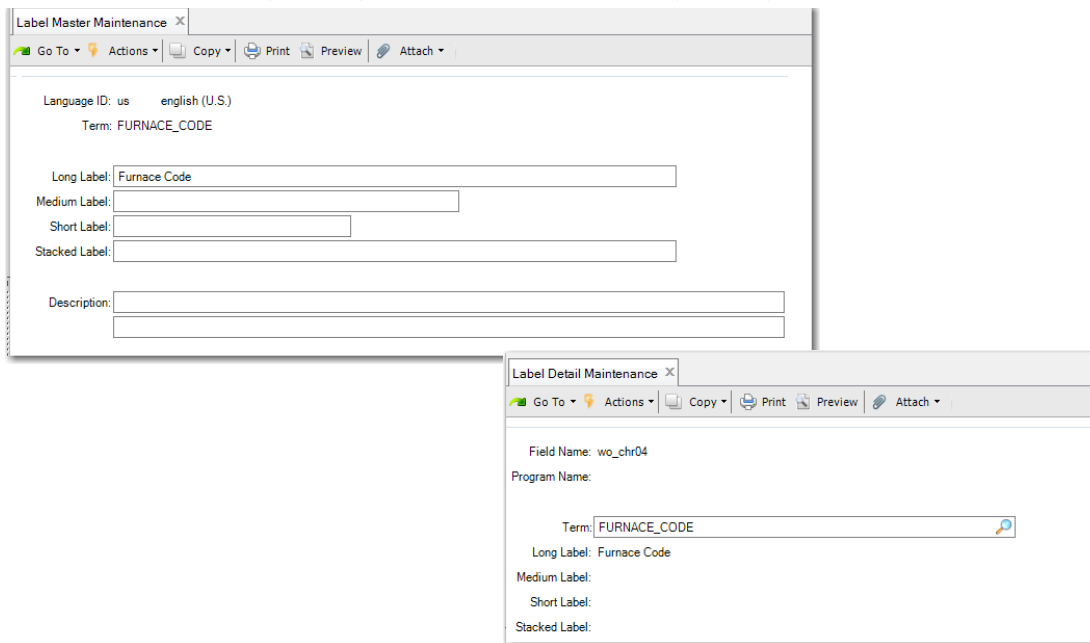 Label Master Maintenance X
Go To Actions Copy Print Preview Attach
Language ID: us english (U.S.)
Term: FURNACE_CODE
Long Label: Furnace Code
Medium Label:
Short Label:
Stacked Label:
Description:
Label Detail Maintenance X
Go To Actions Copy Print Preview Attach
Field Name: wo_chr04
Program Name:
Term: FURNACE_CODE
Long Label: Furnace Code
Medium Label:
Short Label:
Stacked Label: